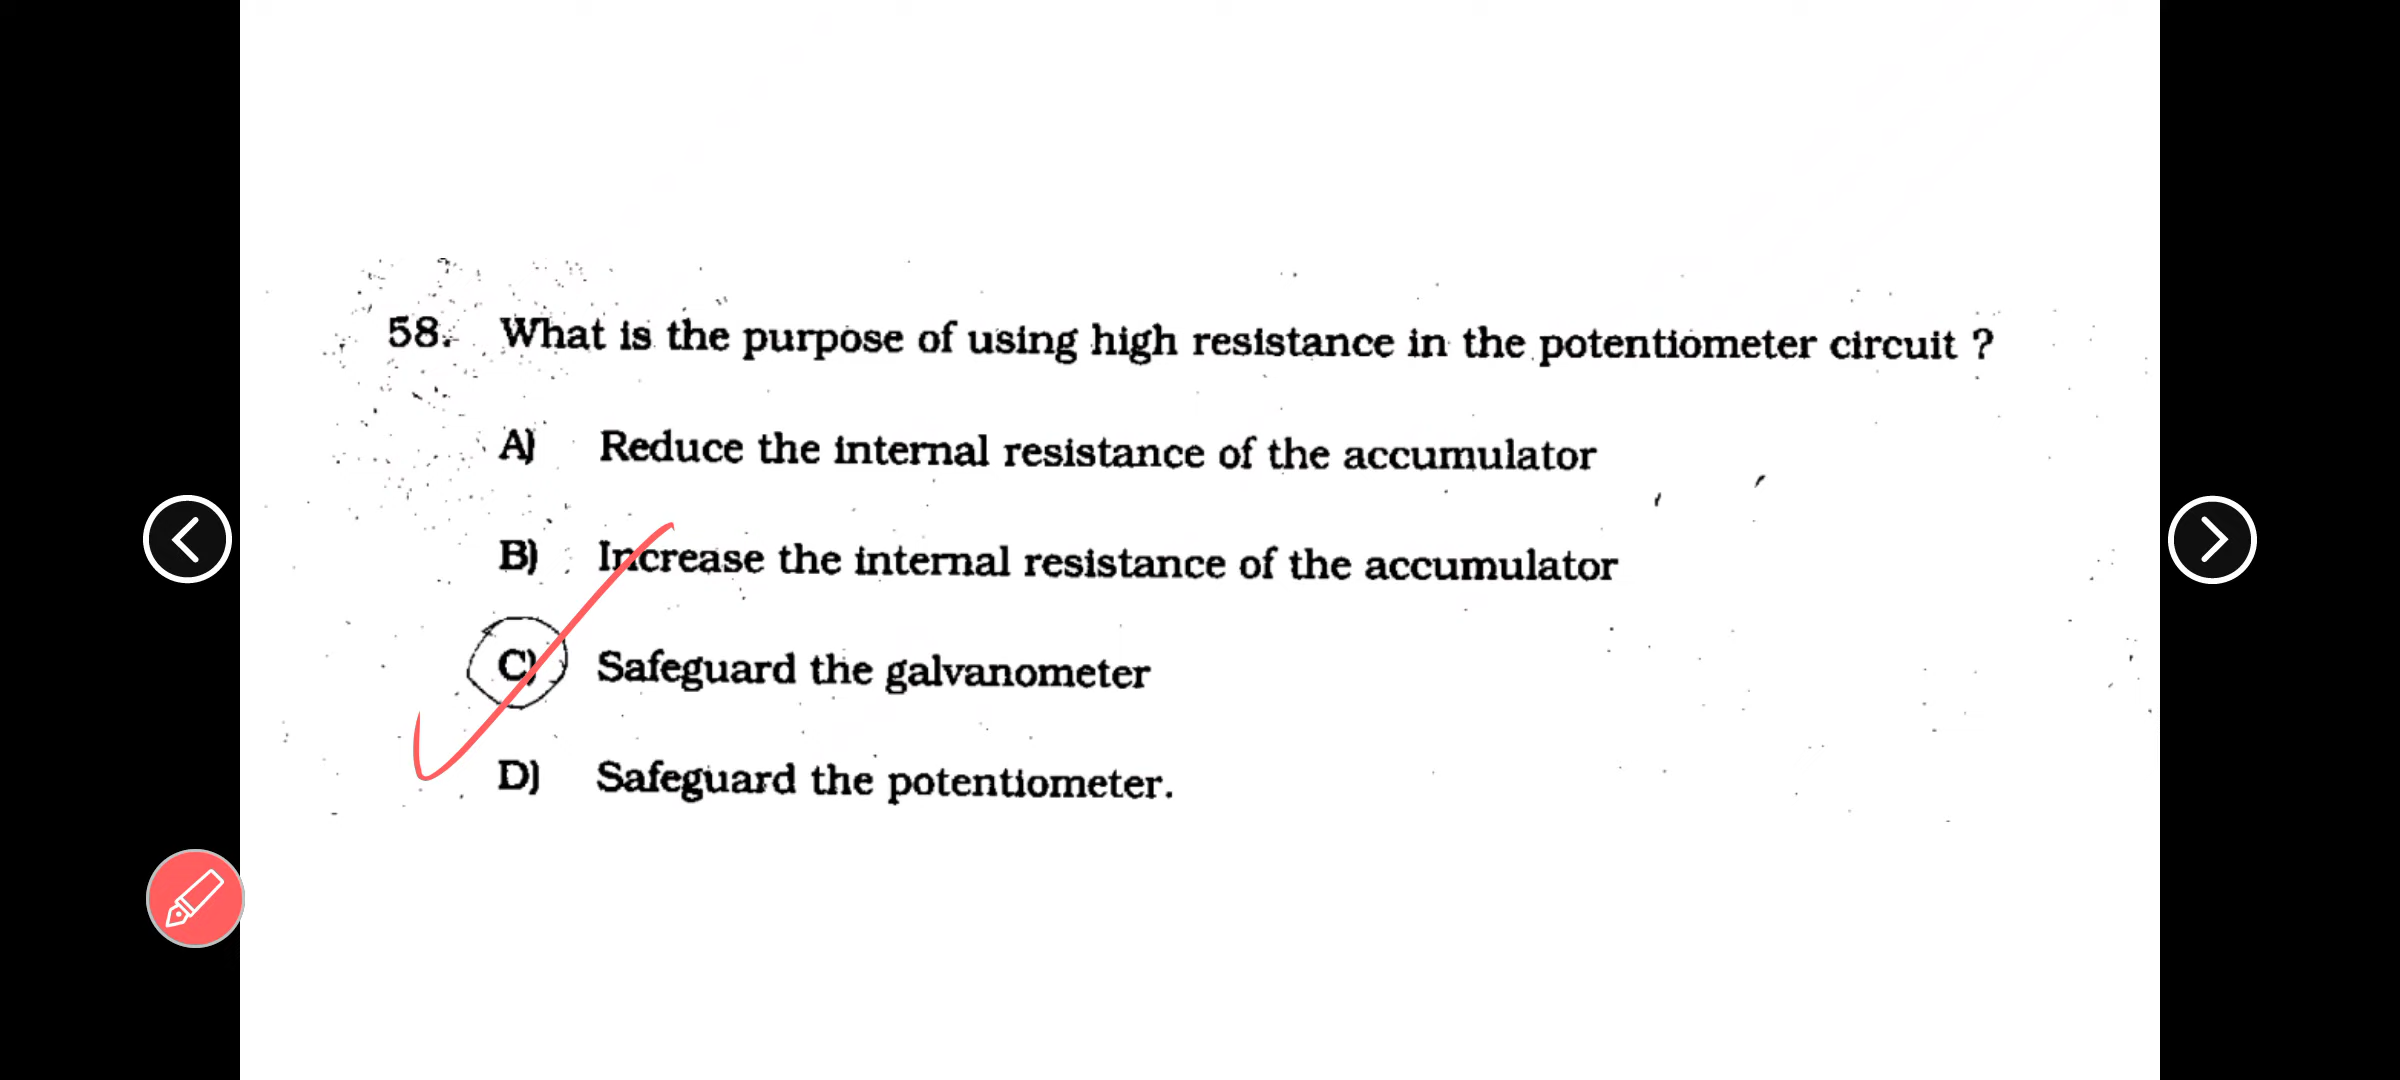 58. What is the purpose of using high resistance in the potentiometer circuit ?
A) Reduce the internal resistance of the accumulator
B) Increase the internal resistance of the accumulator
C) Safeguard the galvanometer
D) Safeguard the potentiometer.